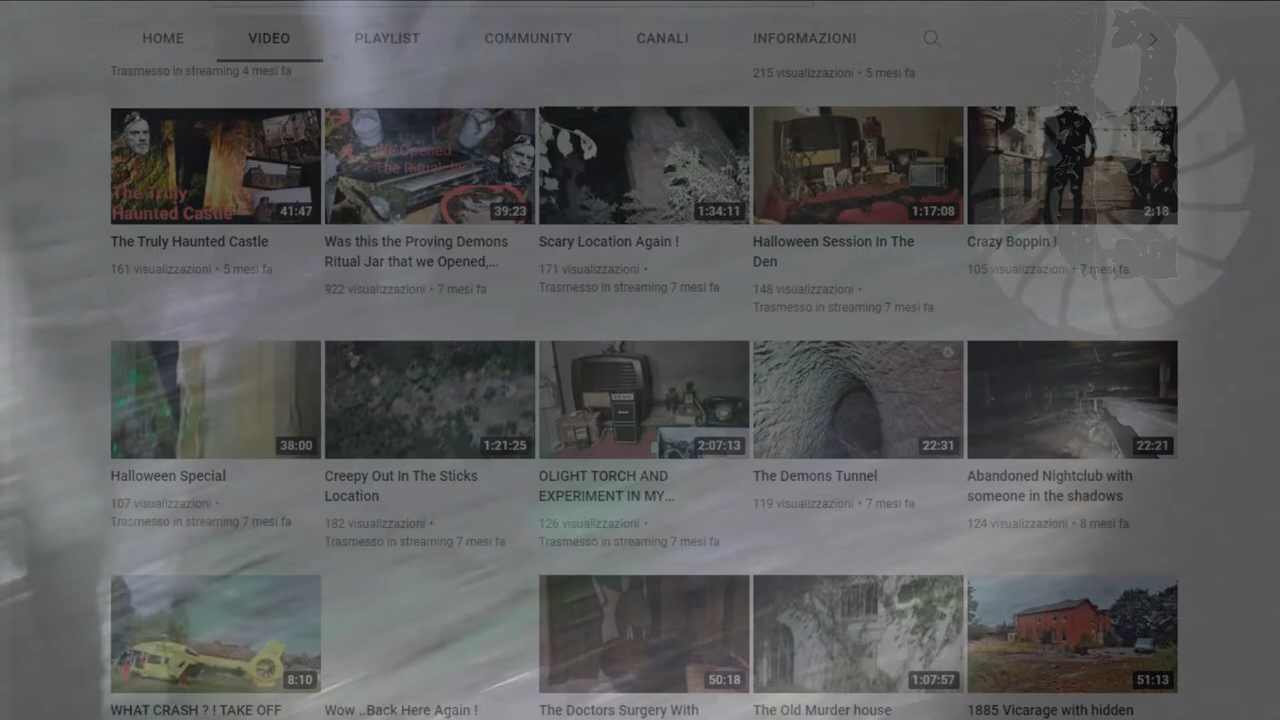 HOME VIDEO PLAYLIST COMMUNITY CANALI INFORMAZIONI
Trasmesso in streaming 4 mesi fa
215 visualizzazioni • 5 mesi fa
The Truly
Haunted Castle
41:47
39:23
1:34:11
1:17:08
2:18
The Truly Haunted Castle
161 visualizzazioni • 5 mesi fa
Was this the Proving Demons
Ritual Jar that we Opened,...
922 visualizzazioni • 7 mesi fa
Scary Location Again !
171 visualizzazioni •
Trasmesso in streaming 7 mesi fa
Halloween Session In The
Den
148 visualizzazioni •
Trasmesso in streaming 7 mesi fa
Crazy Boppin !
105 visualizzazioni • 7 mesi fa
38:00
1:21:25
2:07:13
22:31
22:21
Halloween Special
107 visualizzazioni •
Trasmesso in streaming 7 mesi fa
Creepy Out In The Sticks
Location
182 visualizzazioni •
Trasmesso in streaming 7 mesi fa
OLIGHT TORCH AND
EXPERIMENT IN MY...
126 visualizzazioni •
Trasmesso in streaming 7 mesi fa
The Demons Tunnel
119 visualizzazioni • 7 mesi fa
Abandoned Nightclub with
someone in the shadows
124 visualizzazioni • 8 mesi fa
8:10
50:18
1:07:57
51:13
WHAT CRASH ? ! TAKE OFF
Wow ..Back Here Again !
The Doctors Surgery With
The Old Murder house
1885 Vicarage with hidden